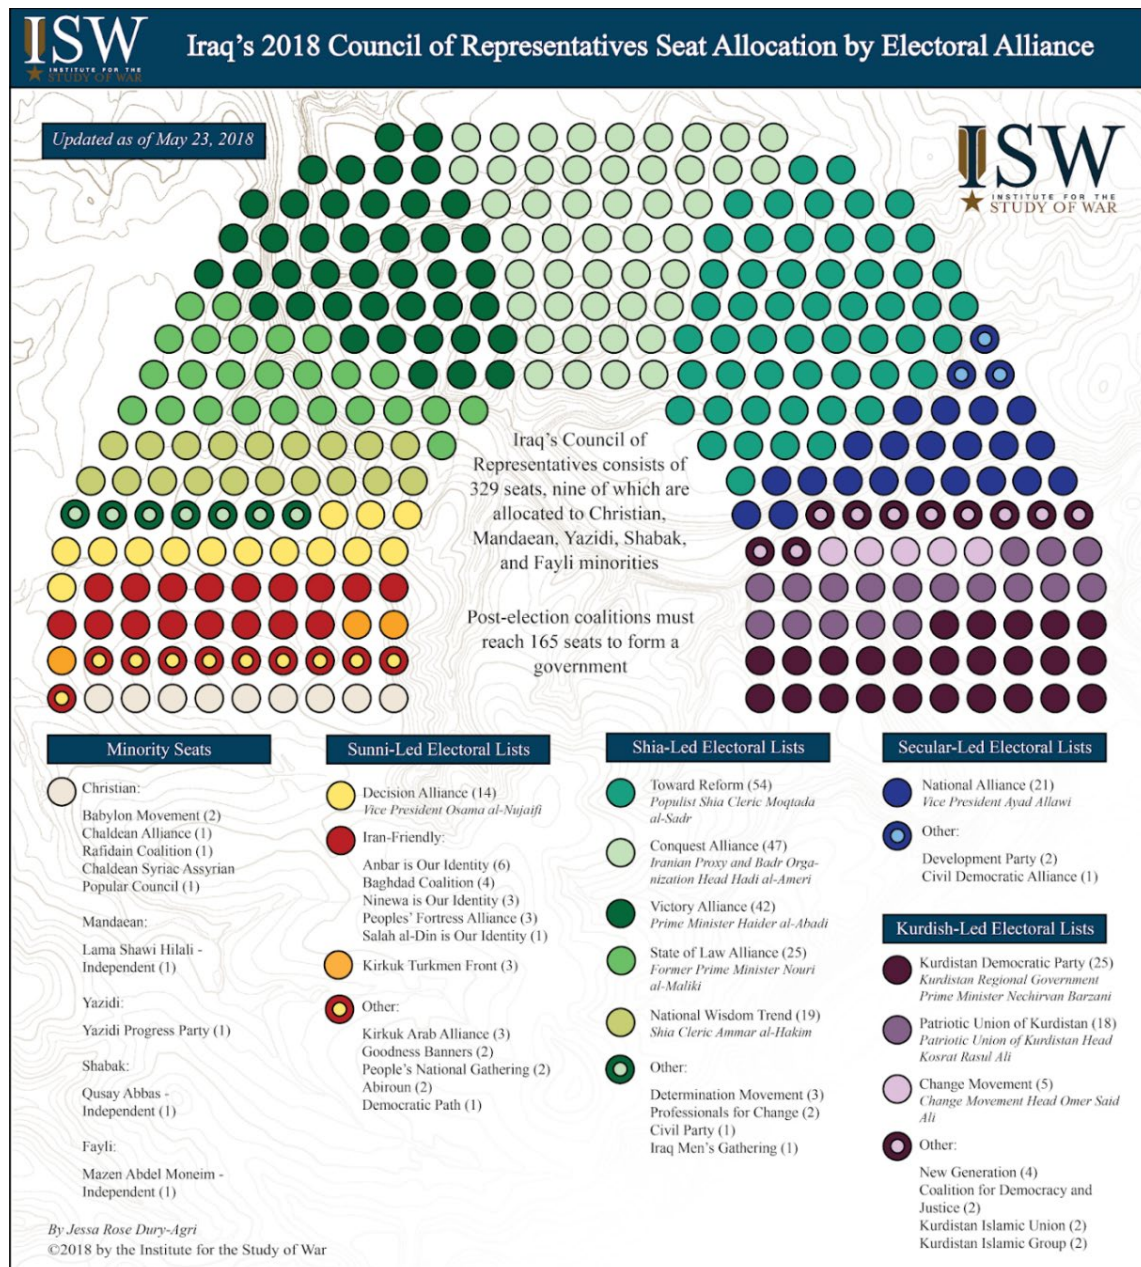 ISW
INSTITUTE FOR THE
STUDY OF WAR
Iraq's 2018 Council of Representatives Seat Allocation by Electoral Alliance
Updated as of May 23, 2018
ISW
INSTITUTE FOR THE
STUDY OF WAR
Iraq's Council of
Representatives consists of
329 seats, nine of which are
allocated to Christian,
Mandaean, Yazidi, Shabak,
and Fayli minorities
Post-election coalitions must
reach 165 seats to form a
government
Minority Seats
Christian:
Babylon Movement (2)
Chaldean Alliance (1)
Rafidain Coalition (1)
Chaldean Syriac Assyrian
Popular Council (1)
Mandaean:
Lama Shawi Hilali -
Independent (1)
Yazidi:
Yazidi Progress Party (1)
Shabak:
Qusay Abbas -
Independent (1)
Fayli:
Mazen Abdel Moneim -
Independent (1)
Sunni-Led Electoral Lists
Decision Alliance (14)
Vice President Osama al-Nujaifi
Iran-Friendly:
Anbar is Our Identity (6)
Baghdad Coalition (4)
Ninewa is Our Identity (3)
Peoples' Fortress Alliance (3)
Salah al-Din is Our Identity (1)
Kirkuk Turkmen Front (3)
Other:
Kirkuk Arab Alliance (3)
Goodness Banners (2)
People's National Gathering (2)
Abiroun (2)
Democratic Path (1)
Shia-Led Electoral Lists
Toward Reform (54)
Populist Shia Cleric Moqtada
al-Sadr
Conquest Alliance (47)
Iranian Proxy and Badr Orga-
nization Head Hadi al-Ameri
Victory Alliance (42)
Prime Minister Haider al-Abadi
State of Law Alliance (25)
Former Prime Minister Nouri
al-Maliki
National Wisdom Trend (19)
Shia Cleric Ammar al-Hakim
Other:
Determination Movement (3)
Professionals for Change (2)
Civil Party (1)
Iraq Men's Gathering (1)
Secular-Led Electoral Lists
National Alliance (21)
Vice President Ayad Allawi
Other:
Development Party (2)
Civil Democratic Alliance (1)
Kurdish-Led Electoral Lists
Kurdistan Democratic Party (25)
Kurdistan Regional Government
Prime Minister Nechirvan Barzani
Patriotic Union of Kurdistan (18)
Patriotic Union of Kurdistan Head
Kosrat Rasul Ali
Change Movement (5)
Change Movement Head Omer Said
Ali
Other:
New Generation (4)
Coalition for Democracy and
Justice (2)
Kurdistan Islamic Union (2)
Kurdistan Islamic Group (2)
By Jessa Rose Dury-Agri
©2018 by the Institute for the Study of War